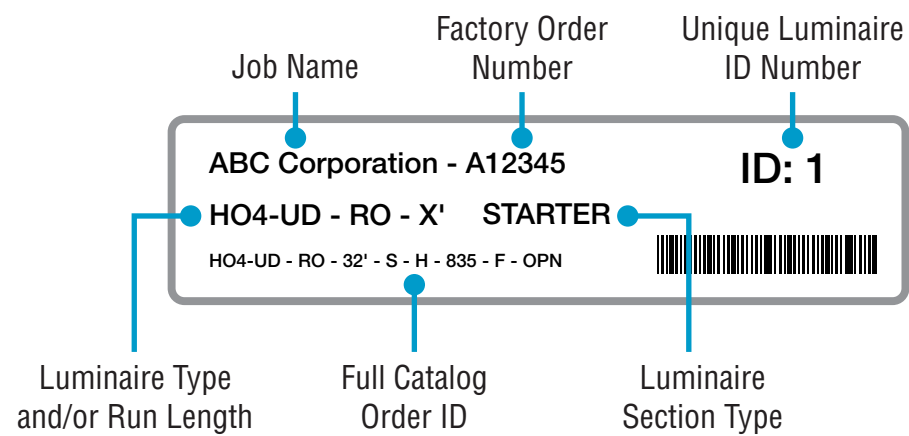 Factory Order
Number
Unique Luminaire
ID Number
Job Name
ABC Corporation - A12345
ID: 1
HO4-UD - RO - X' STARTER
HO4-UD - RO - 32' - S - H - 835 - F - OPN
Luminaire Type
and/or Run Length
Full Catalog
Order ID
Luminaire
Section Type